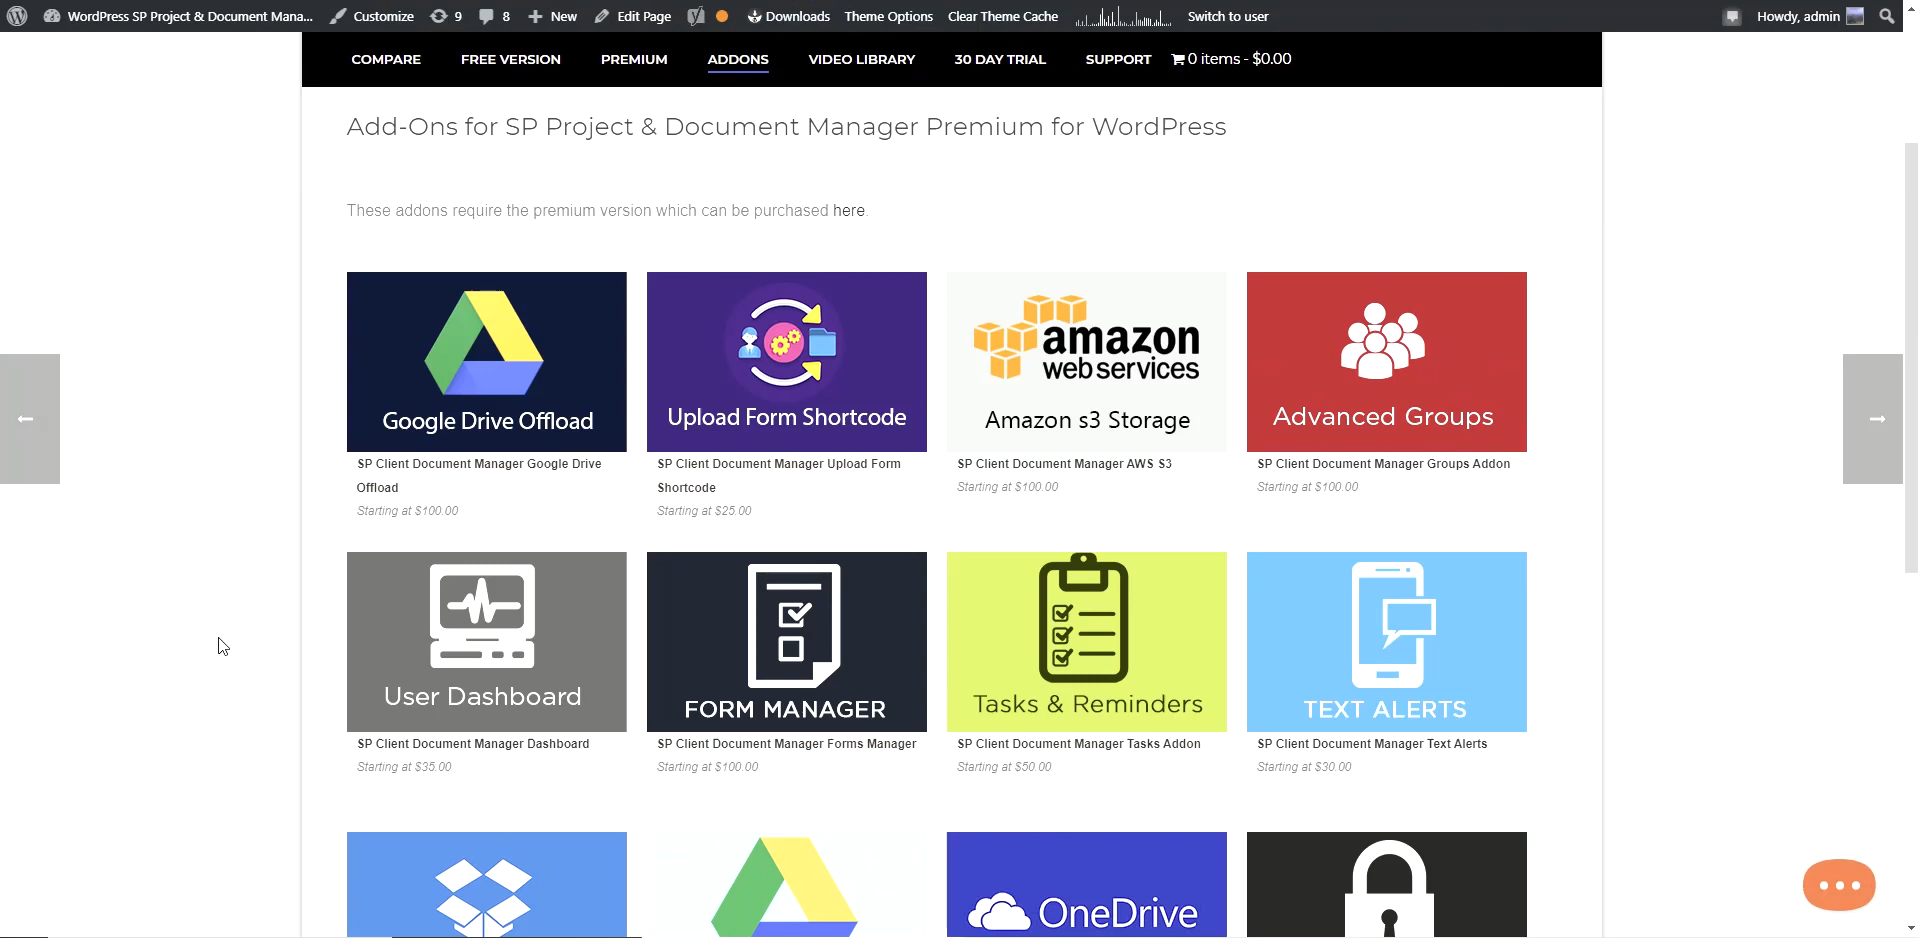 WordPress SP Project & Document Mana... Customize 9 8 New Edit Page Downloads Theme Options Clear Theme Cache Switch to user Howdy, admin
COMPARE FREE VERSION PREMIUM ADDONS VIDEO LIBRARY 30 DAY TRIAL SUPPORT 0 items - $0.00
Add-Ons for SP Project & Document Manager Premium for WordPress
These addons require the premium version which can be purchased here.
Google Drive Offload
SP Client Document Manager Google Drive
Offload
Starting at $100.00
Upload Form Shortcode
SP Client Document Manager Upload Form
Shortcode
Starting at $25.00
amazon
web services
Amazon s3 Storage
SP Client Document Manager AWS S3
Starting at $100.00
Advanced Groups
SP Client Document Manager Groups Addon
Starting at $100.00
User Dashboard
SP Client Document Manager Dashboard
Starting at $35.00
FORM MANAGER
SP Client Document Manager Forms Manager
Starting at $100.00
Tasks & Reminders
SP Client Document Manager Tasks Addon
Starting at $50.00
TEXT ALERTS
SP Client Document Manager Text Alerts
Starting at $30.00
OneDrive